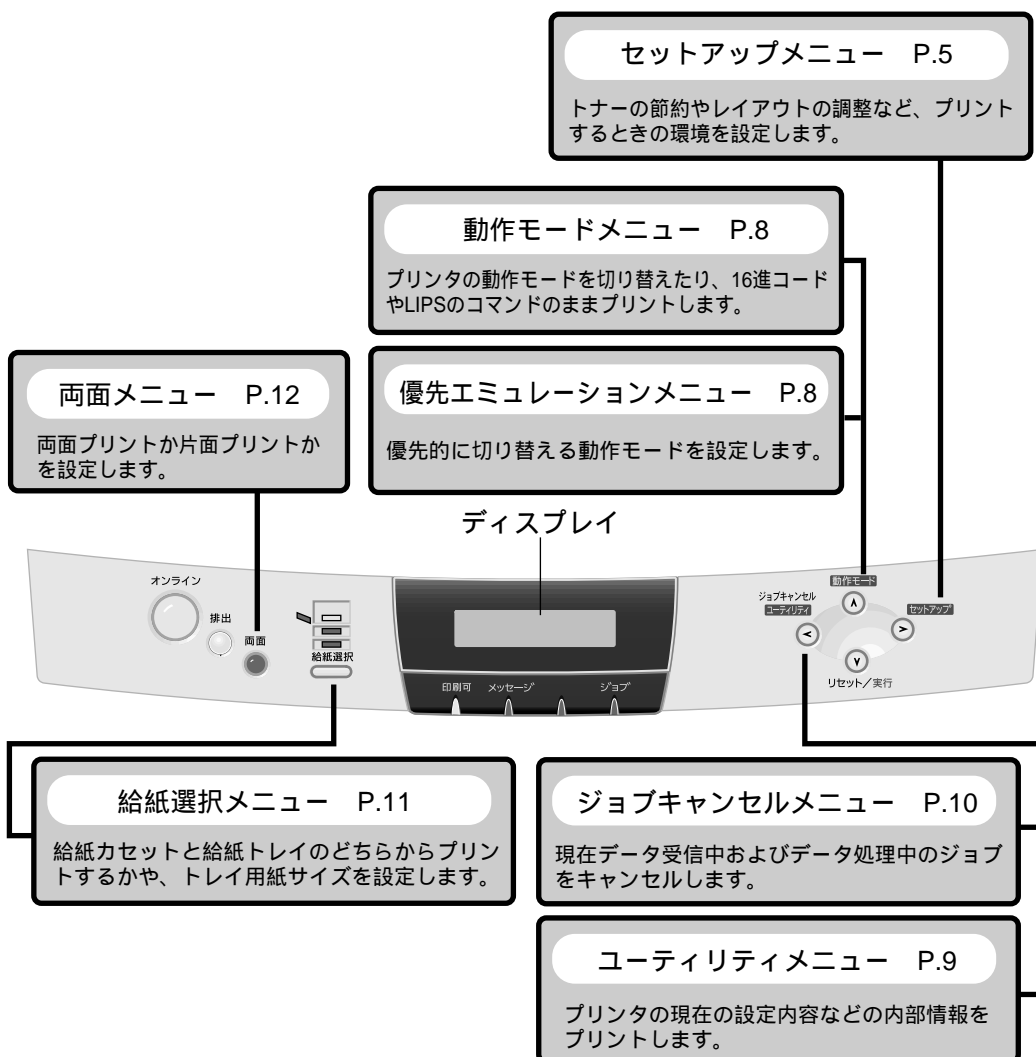 セットアップメニュー　P.5
トナーの節約やレイアウトの調整など、プリント
するときの環境を設定します。
動作モードメニュー　P.8
プリンタの動作モードを切り替えたり、16進コード
やLIPSのコマンドのままプリントします。
両面メニュー　P.12
両面プリントか片面プリントか
を設定します。
優先エミュレーションメニュー　P.8
優先的に切り替える動作モードを設定します。
ディスプレイ
オンライン
排出
両面
給紙選択
印刷可
メッセージ
ジョブ
動作モード
ジョブキャンセル
ユーティリティ
セットアップ
リセット／実行
給紙選択メニュー　P.11
給紙カセットと給紙トレイのどちらからプリン
トするかや、トレイ用紙サイズを設定します。
ジョブキャンセルメニュー　P.10
現在データ受信中およびデータ処理中のジョブ
をキャンセルします。
ユーティリティメニュー　P.9
プリンタの現在の設定内容などの内部情報を
プリントします。